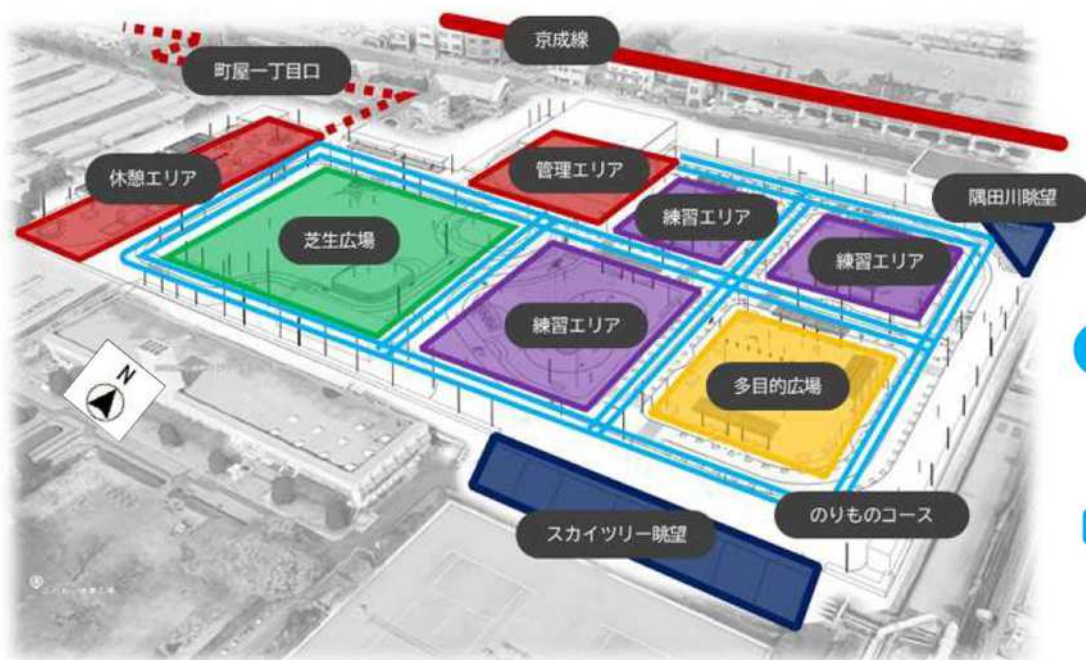 京成線
町屋一丁目口
休憩エリア
管理エリア
隅田川眺望
練習エリア
芝生広場
練習エリア
練習エリア
多目的広場
N
のりものコース
スカイツリー眺望